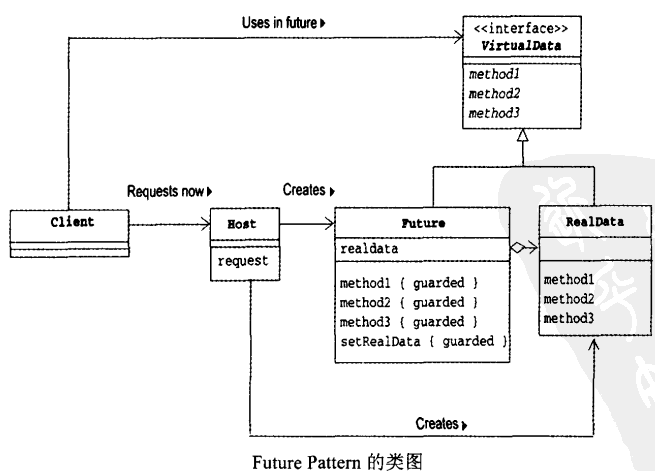 Uses in future
<<interface>>
VirtualData
method1
method2
method3
Requests now
Creates
Client
Host
request
Future
realdata
method1 { guarded }
method2 { guarded }
method3 { guarded }
setRealData { guarded }
RealData
method1
method2
method3
Creates
Future Pattern 的类图